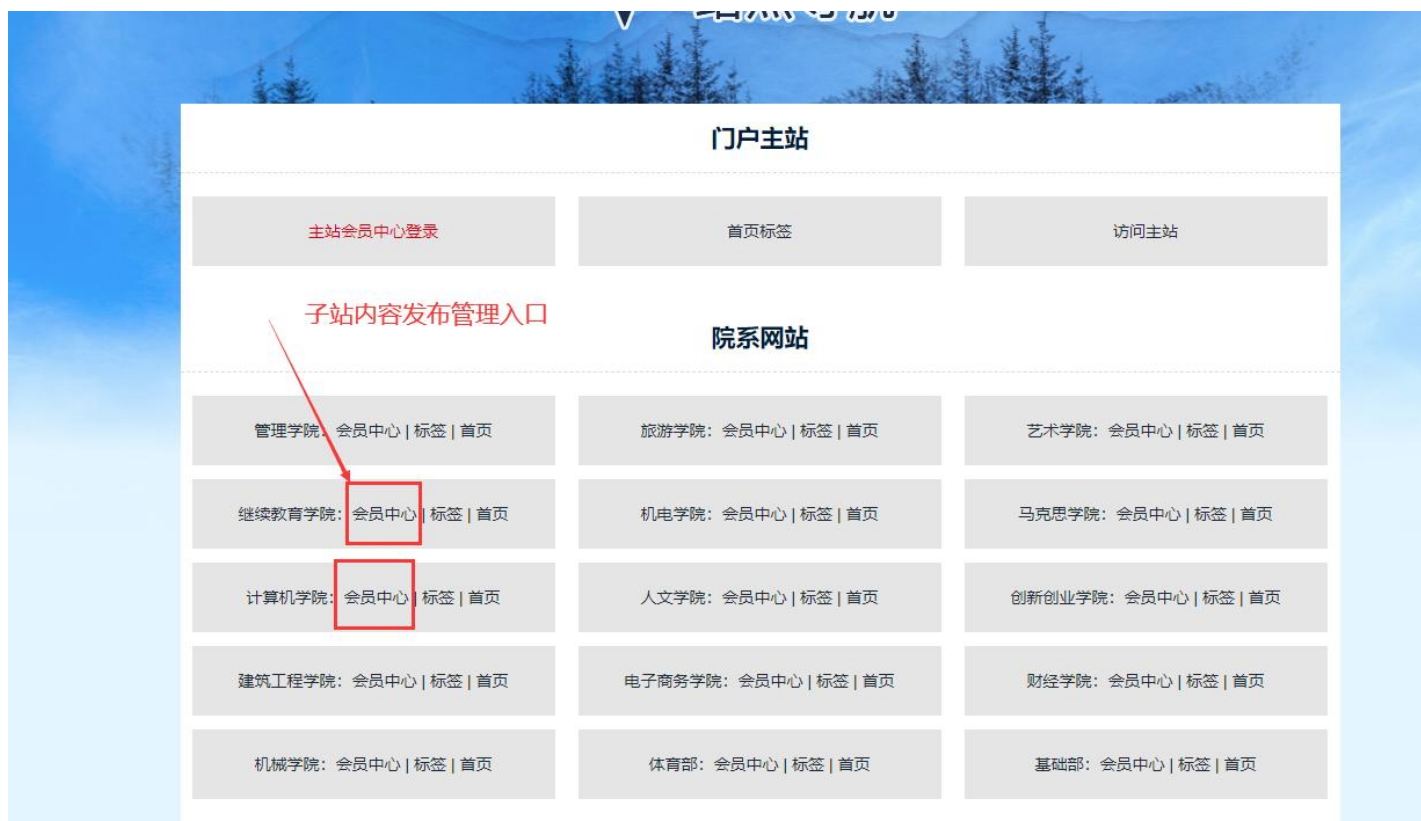 站点导航
门户主站
主站会员中心登录
首页标签
访问主站
子站内容发布管理入口
院系网站
管理学院：会员中心 | 标签 | 首页
旅游学院：会员中心 | 标签 | 首页
艺术学院：会员中心 | 标签 | 首页
继续教育学院：会员中心 | 标签 | 首页
机电学院：会员中心 | 标签 | 首页
马克思学院：会员中心 | 标签 | 首页
计算机学院：会员中心 | 标签 | 首页
人文学院：会员中心 | 标签 | 首页
创新创业学院：会员中心 | 标签 | 首页
建筑工程学院：会员中心 | 标签 | 首页
电子商务学院：会员中心 | 标签 | 首页
财经学院：会员中心 | 标签 | 首页
机械学院：会员中心 | 标签 | 首页
体育部：会员中心 | 标签 | 首页
基础部：会员中心 | 标签 | 首页